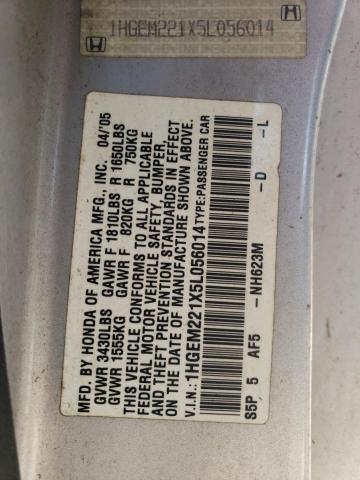 1HGEM221X5L056014
MFD. BY HONDA OF AMERICA MFG., INC. 04/'05
GVWR 3430LBS GAWR F 1810LBS R 1650LBS
GVWR 1555KG GAWR F 820KG R 750KG
THIS VEHICLE CONFORMS TO ALL APPLICABLE
FEDERAL MOTOR VEHICLE SAFETY, BUMPER,
AND THEFT PREVENTION STANDARDS IN EFFECT
ON THE DATE OF MANUFACTURE SHOWN ABOVE.
V.I.N.: 1HGEM221X5L056014 TYPE:PASSENGER CAR
S5P 5 AF5 -NH623M -D -L